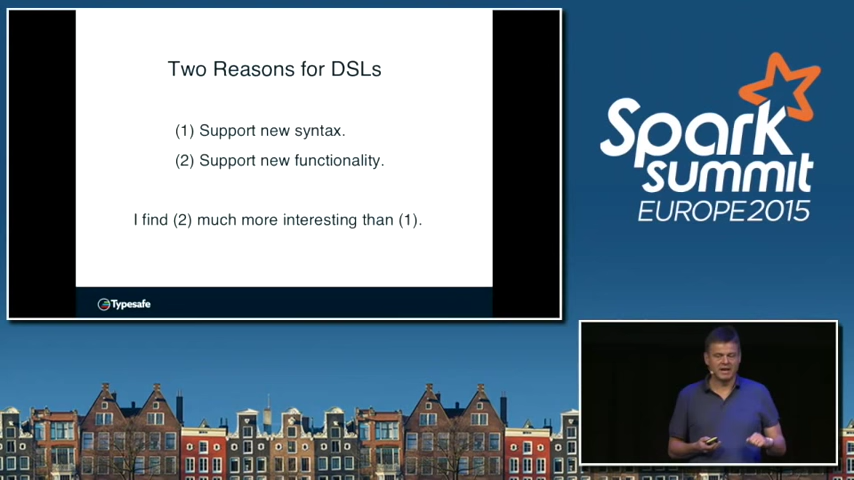 Two Reasons for DSLs
(1) Support new syntax.
(2) Support new functionality.
I find (2) much more interesting than (1).
Typesafe
Spark
summit
EUROPE 2015